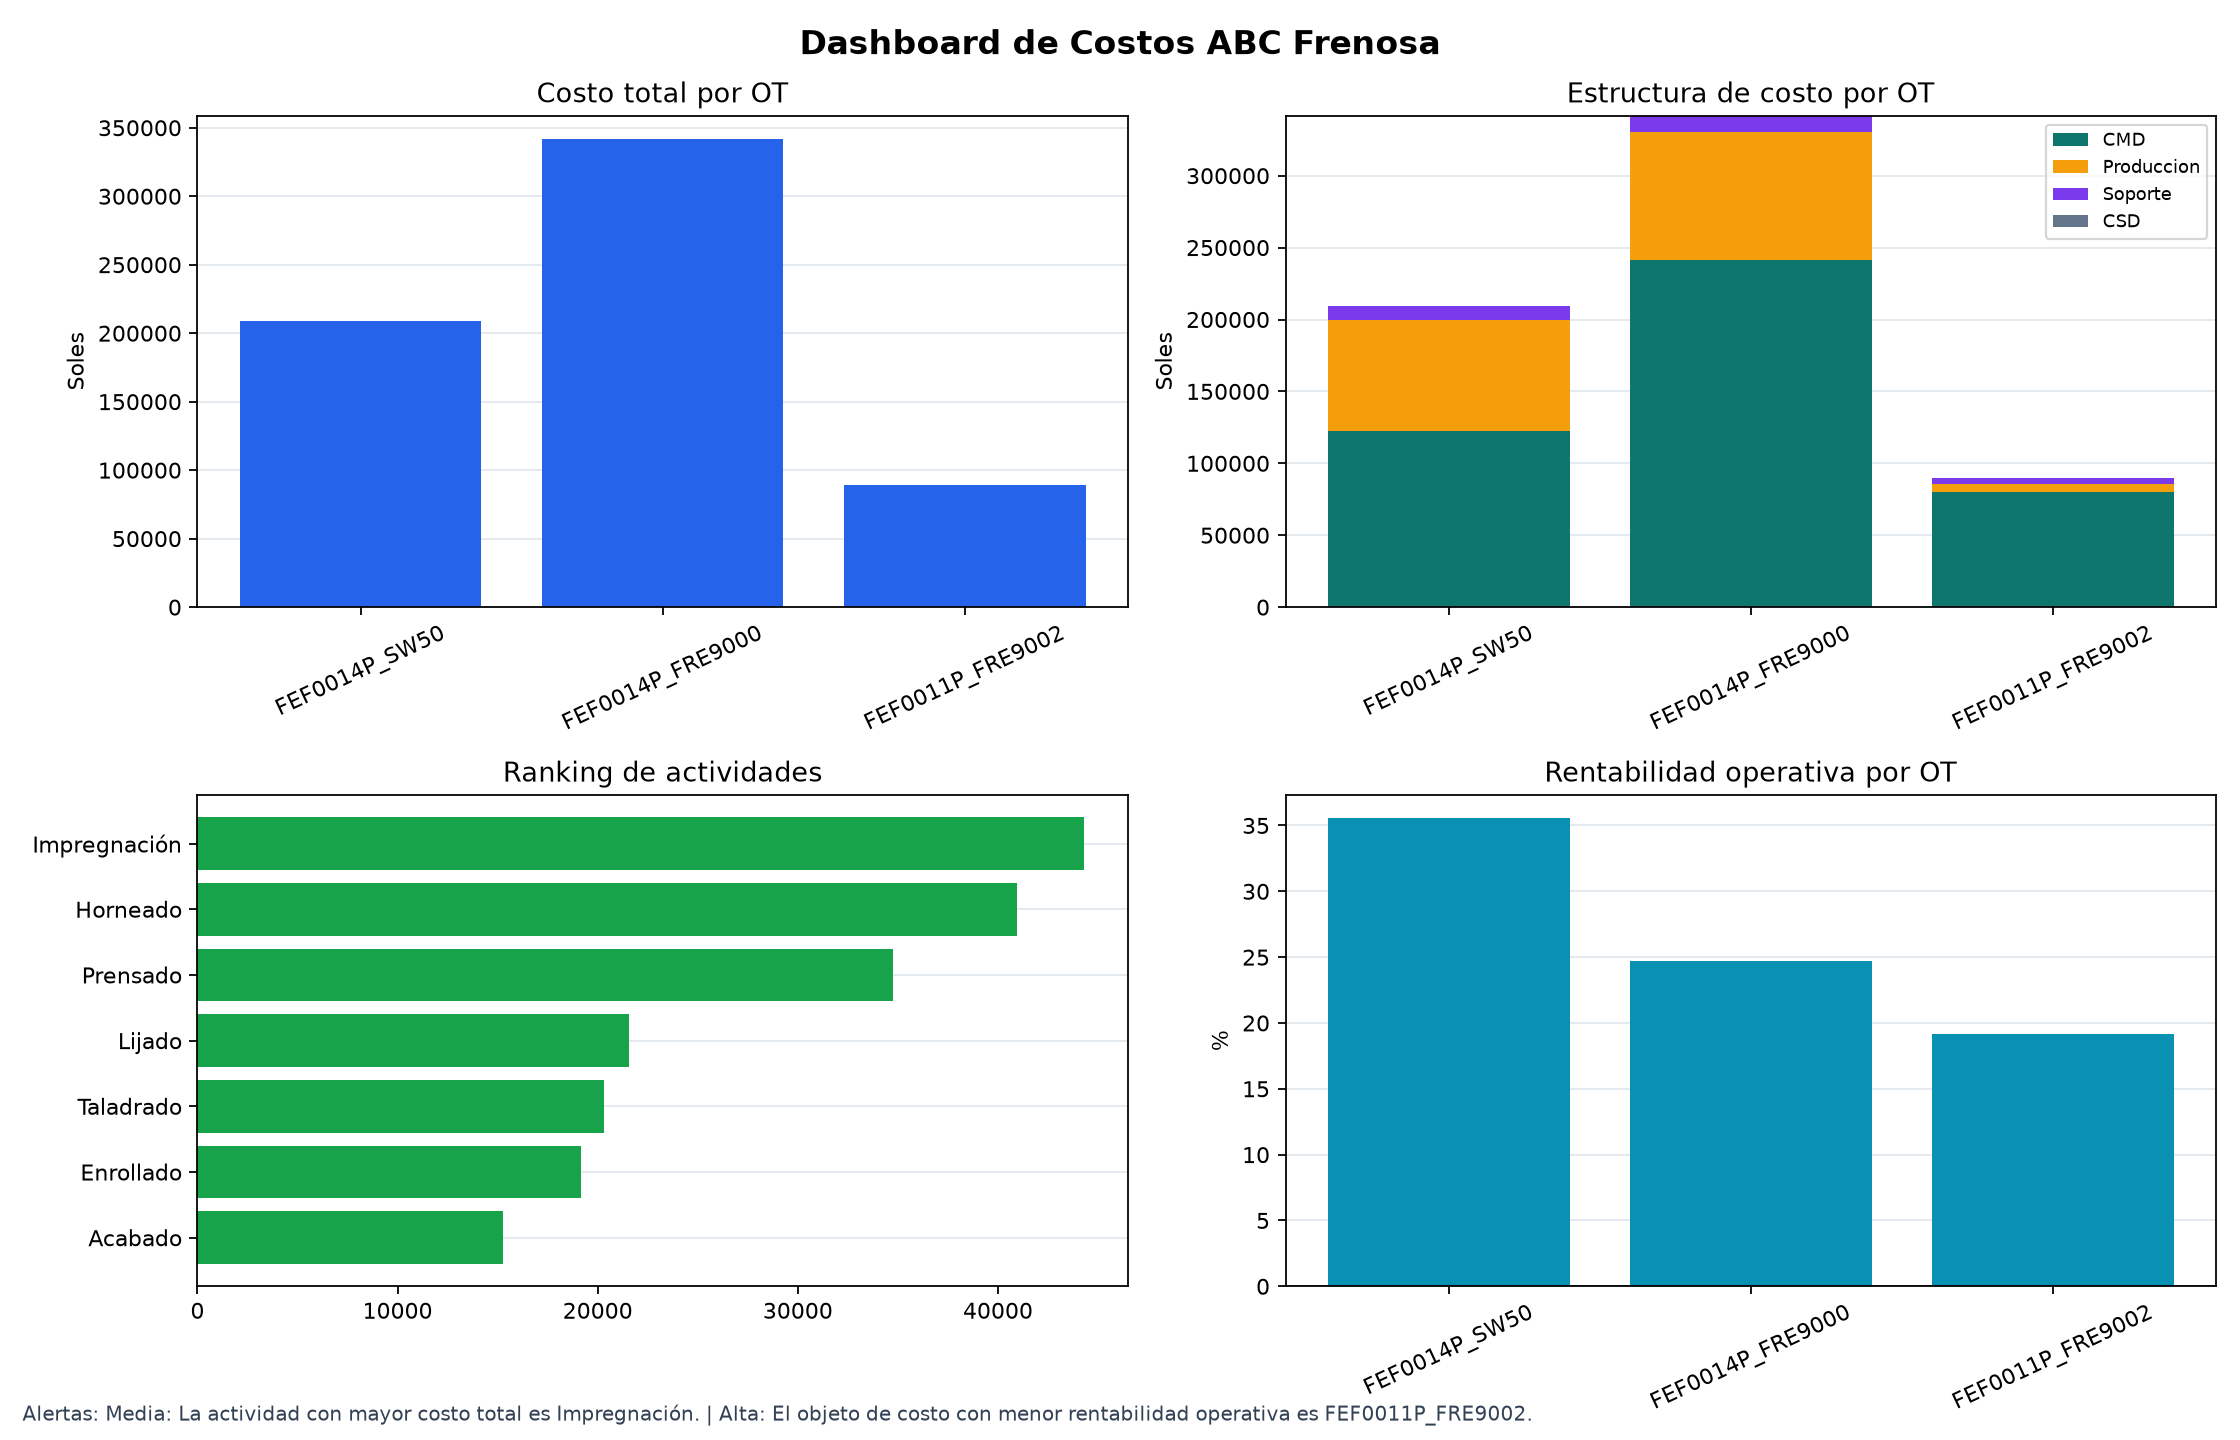 Dashboard de Costos ABC Frenosa
Costo total por OT
Soles
350000
300000
250000
200000
150000
100000
50000
0
FEF0014P_SW50
FEF0014P_FRE9000
FEF0011P_FRE9002
Estructura de costo por OT
Soles
300000
250000
200000
150000
100000
50000
0
CMD
Produccion
Soporte
CSD
FEF0014P_SW50
FEF0014P_FRE9000
FEF0011P_FRE9002
Ranking de actividades
Impregnación
Horneado
Prensado
Lijado
Taladrado
Enrollado
Acabado
0
10000
20000
30000
40000
Rentabilidad operativa por OT
%
35
30
25
20
15
10
5
0
FEF0014P_SW50
FEF0014P_FRE9000
FEF0011P_FRE9002
Alertas: Media: La actividad con mayor costo total es Impregnación. | Alta: El objeto de costo con menor rentabilidad operativa es FEF0011P_FRE9002.